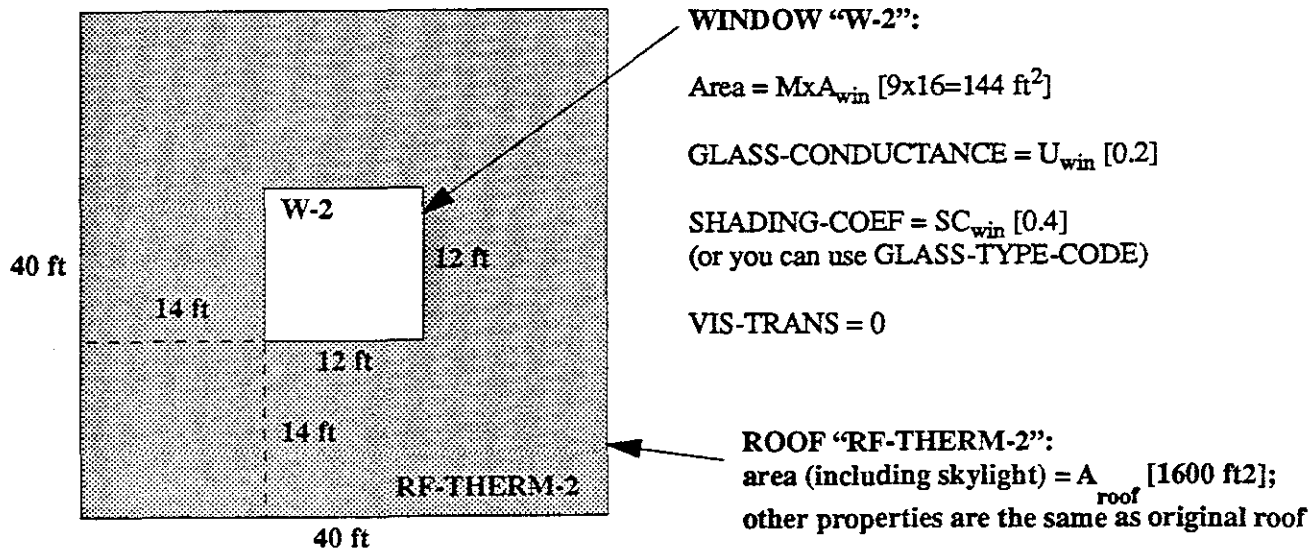 WINDOW “W-2”:
Area = MxA_win [9x16=144 ft²]
GLASS-CONDUCTANCE = U_win [0.2]
SHADING-COEF = SC_win [0.4]
(or you can use GLASS-TYPE-CODE)
VIS-TRANS = 0
W-2
40 ft
12 ft
14 ft
12 ft
14 ft
RF-THERM-2
40 ft
ROOF “RF-THERM-2”:
area (including skylight) = A_roof [1600 ft2];
other properties are the same as original roof